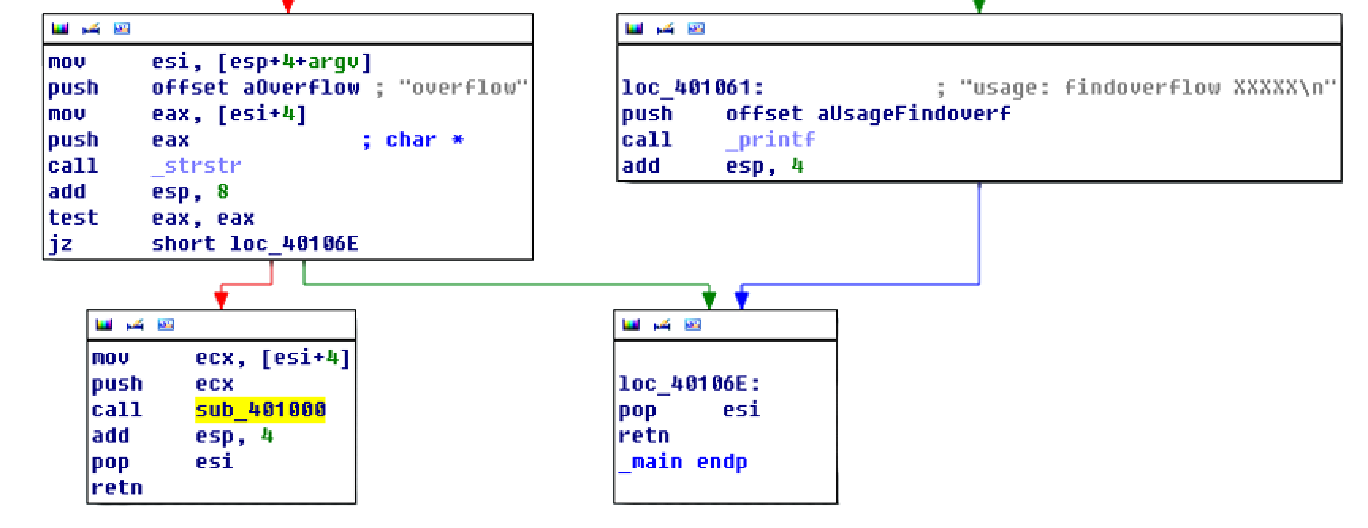 mov esi, [esp+4+argv]
push offset aOverflow ; "overflow"
mov eax, [esi+4]
push eax ; char *
call _strstr
add esp, 8
test eax, eax
jz short loc_40106E
loc_401061: ; "usage: findoverflow XXXXX\n"
push offset aUsageFindoverf
call _printf
add esp, 4
mov ecx, [esi+4]
push ecx
call sub_401000
add esp, 4
pop esi
retn
loc_40106E:
pop esi
retn
_main endp